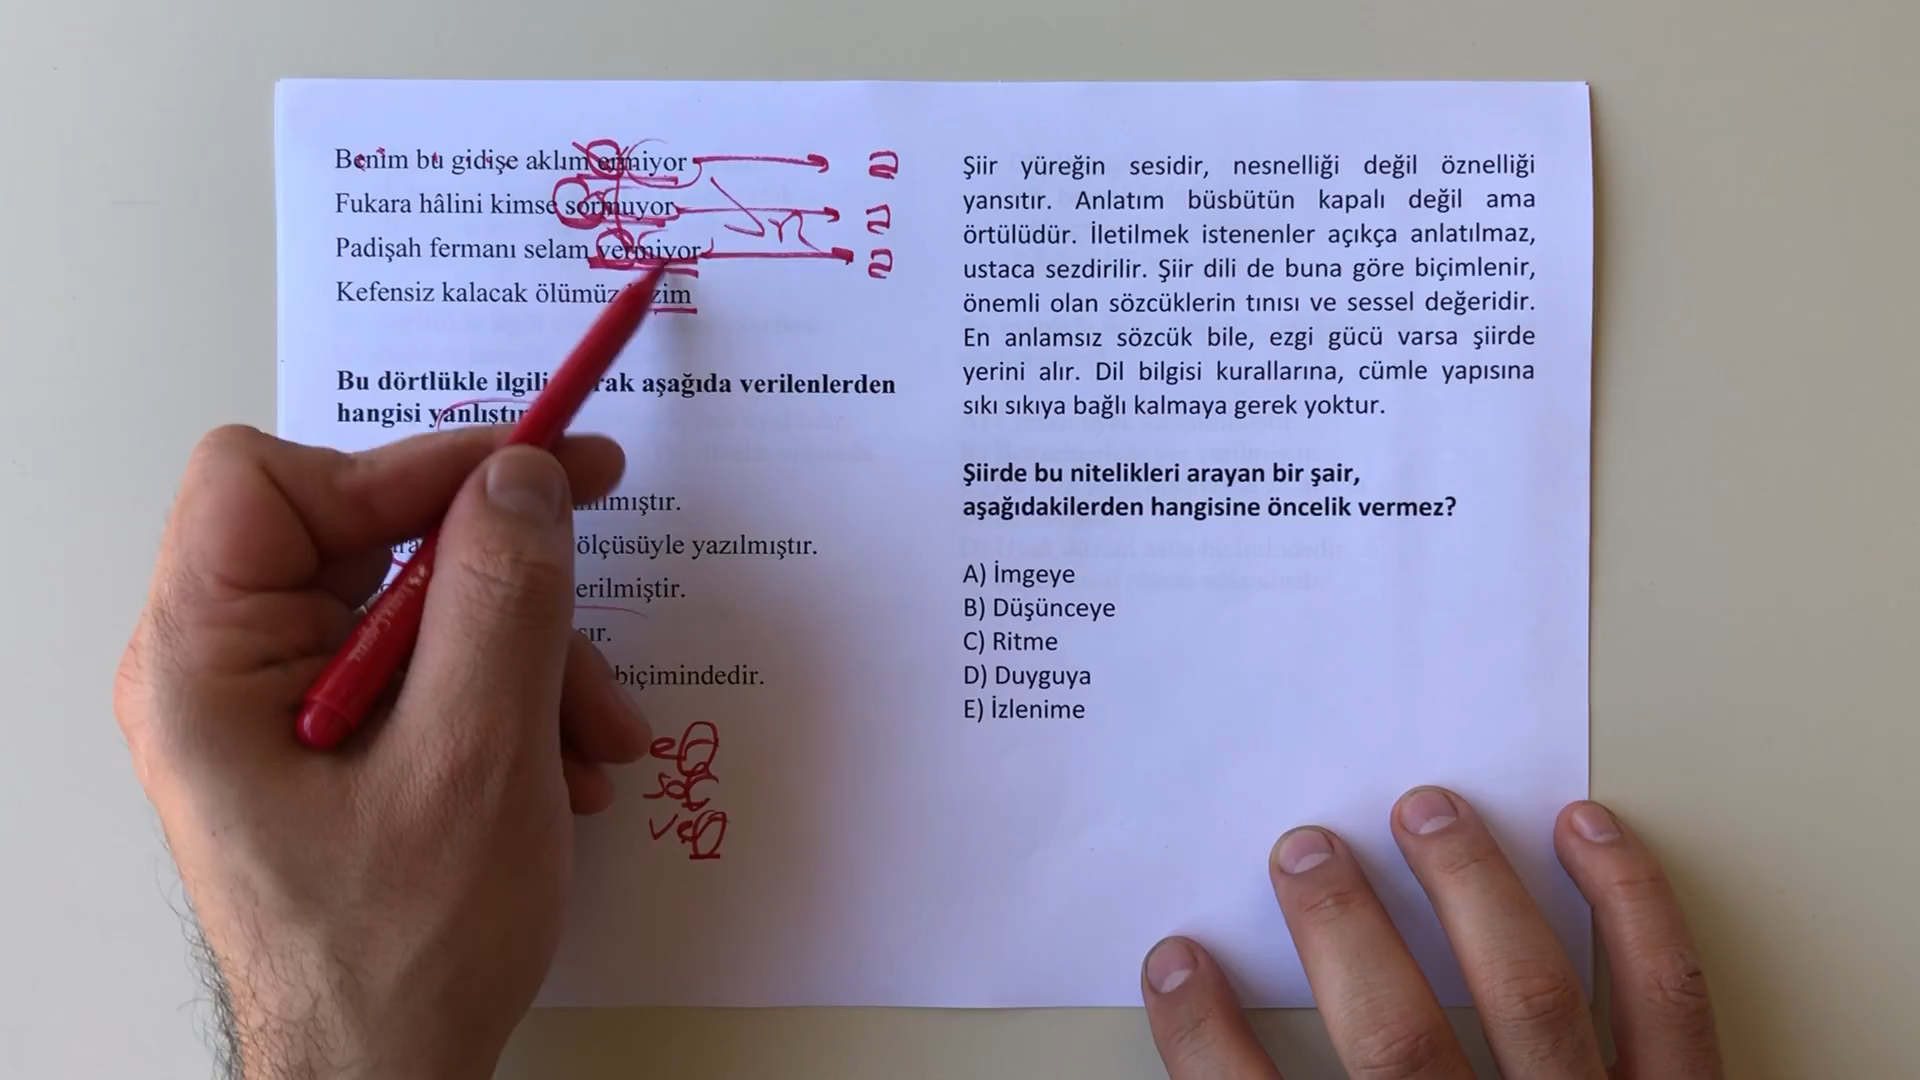 Benim bu gidişe aklım ermiyor a
Fukara hâlini kimse sormuyor a
Padişah fermanı selam vermiyor a
Kefensiz kalacak ölümüz
Bu dörtlükle ilgili aşağıda verilenlerden
hangisi
ölçüsüyle yazılmıştır.
biçimindedir.
er
sor
ver
Şiir yüreğin sesidir, nesnelliği değil öznelliği
yansıtır. Anlatım büsbütün kapalı değil ama
örtülüdür. İletilmek istenenler açıkça anlatılmaz,
ustaca sezdirilir. Şiir dili de buna göre biçimlenir,
önemli olan sözcüklerin tınısı ve sessel değeridir.
En anlamsız sözcük bile, ezgi gücü varsa şiirde
yerini alır. Dil bilgisi kurallarına, cümle yapısına
sıkı sıkıya bağlı kalmaya gerek yoktur.
Şiirde bu nitelikleri arayan bir şair,
aşağıdakilerden hangisine öncelik vermez?
A) İmgeye
B) Düşünceye
C) Ritme
D) Duyguya
E) İzlenime